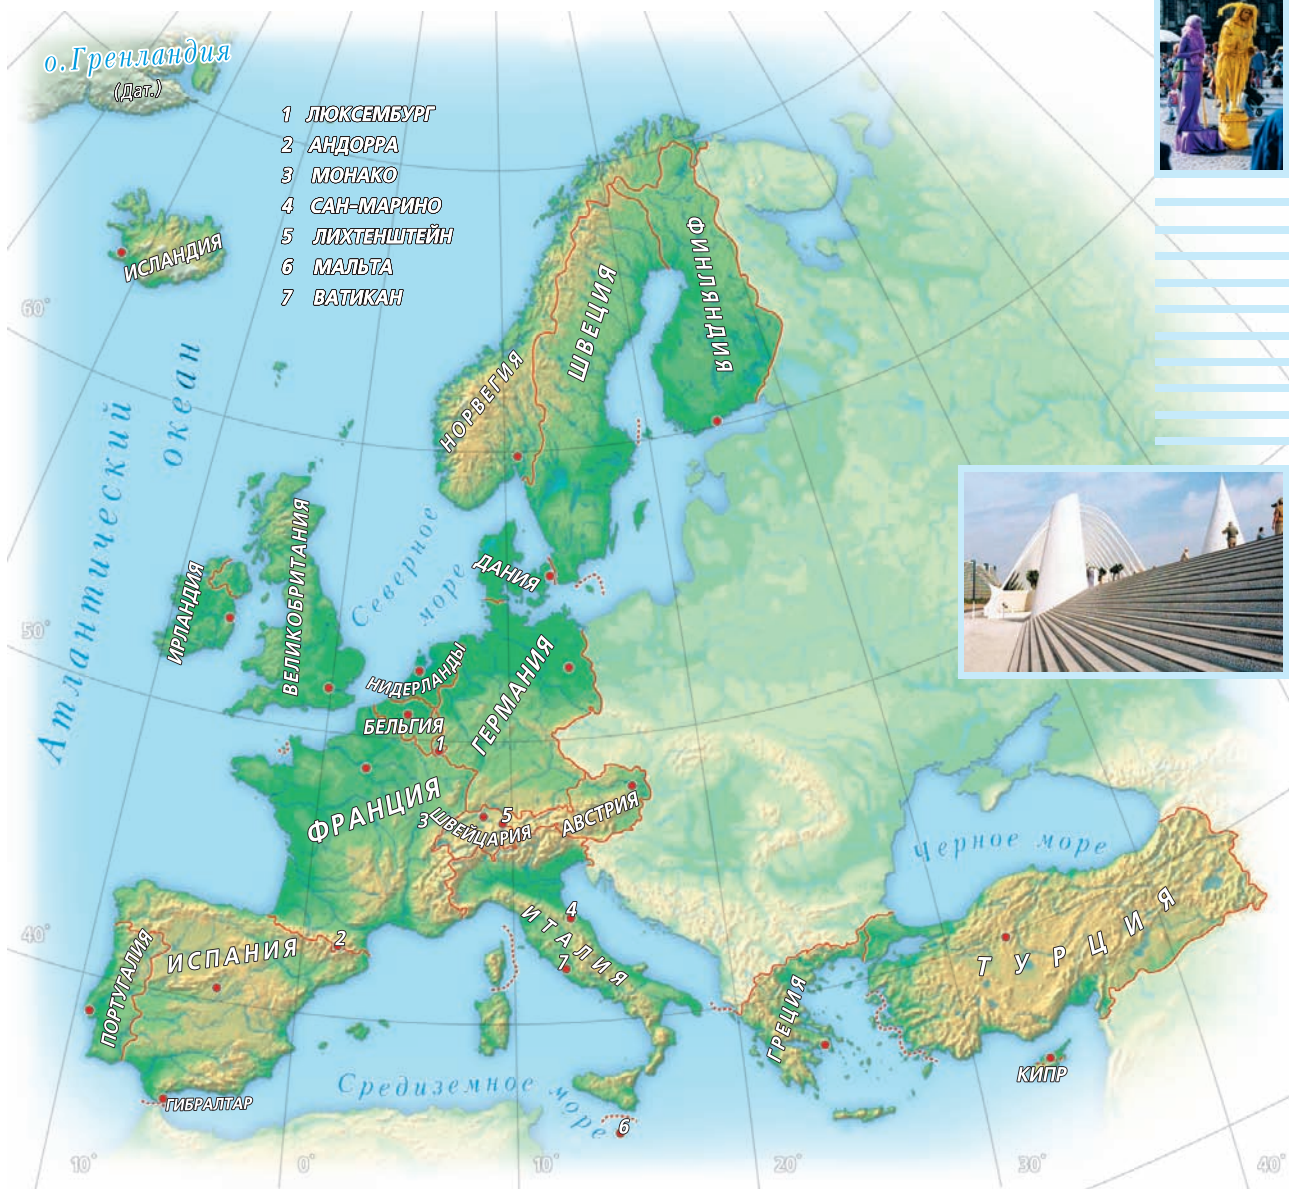 о.Гренландия
(Дат.)
1 ЛЮКСЕМБУРГ
2 АНДОРРА
3 МОНАКО
4 САН-МАРИНО
5 ЛИХТЕНШТЕЙН
6 МАЛЬТА
7 ВАТИКАН
ИСЛАНДИЯ
60°
Атлантический
океан
ФИНЛЯНДИЯ
ШВЕЦИЯ
НОРВЕГИЯ
Северное
море
ДАНИЯ
ИРЛАНДИЯ
ВЕЛИКОБРИТАНИЯ
50°
НИДЕРЛАНДЫ
ГЕРМАНИЯ
БЕЛЬГИЯ
1
ФРАНЦИЯ
3
ШВЕЙЦАРИЯ
5
АВСТРИЯ
Черное море
40°
ПОРТУГАЛИЯ
ИСПАНИЯ
2
4
ИТАЛИЯ
7
ТУРЦИЯ
ГРЕЦИЯ
КИПР
Средиземное
море
ГИБРАЛТАР
6
10°
0°
10°
20°
30°
40°